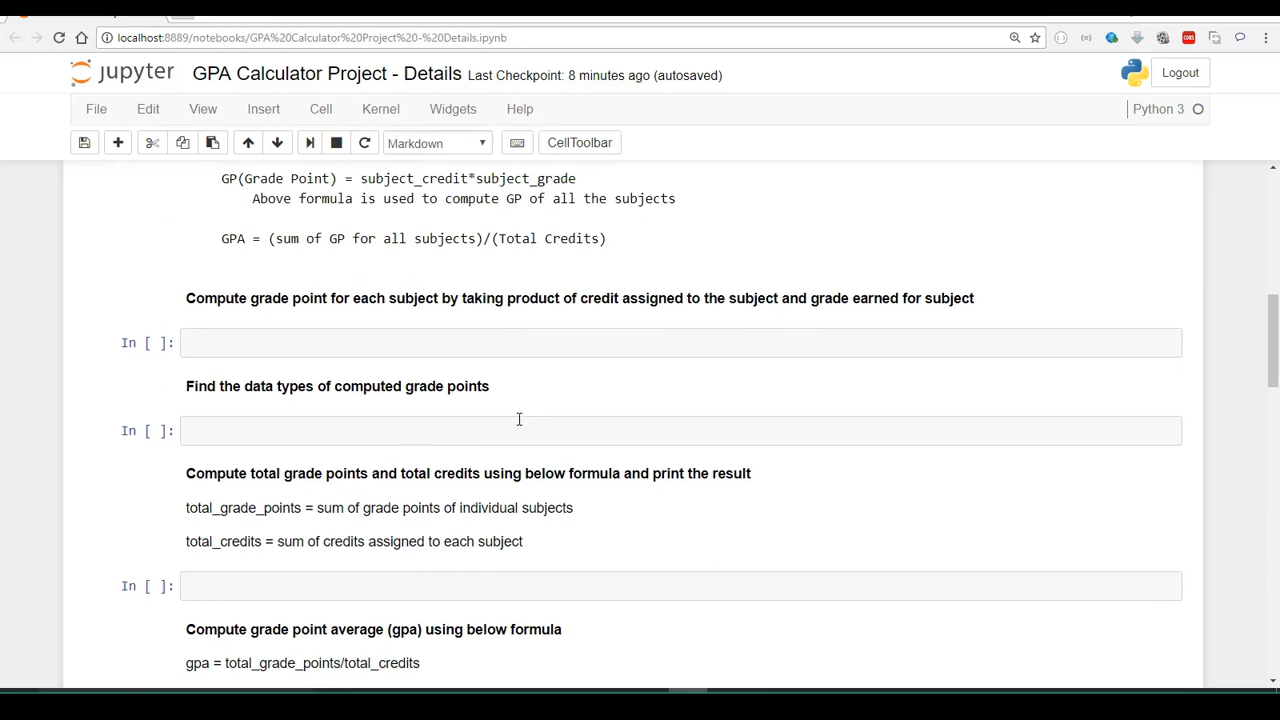 localhost:8889/notebooks/GPA%20Calculator%20Project%20-%20Details.ipynb
jupyter GPA Calculator Project - Details Last Checkpoint: 8 minutes ago (autosaved) Logout
File Edit View Insert Cell Kernel Widgets Help Python 3
Markdown CellToolbar
GP(Grade Point) = subject_credit*subject_grade
Above formula is used to compute GP of all the subjects
GPA = (sum of GP for all subjects)/(Total Credits)
Compute grade point for each subject by taking product of credit assigned to the subject and grade earned for subject
In [ ]:
Find the data types of computed grade points
In [ ]:
Compute total grade points and total credits using below formula and print the result
total_grade_points = sum of grade points of individual subjects
total_credits = sum of credits assigned to each subject
In [ ]:
Compute grade point average (gpa) using below formula
gpa = total_grade_points/total_credits